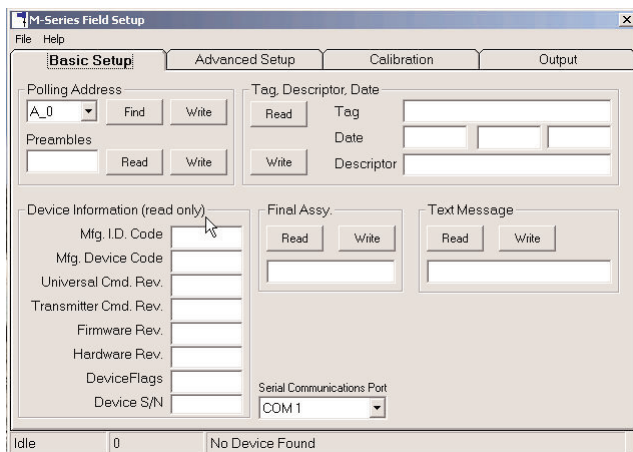 M-Series Field Setup
File Help
Basic Setup Advanced Setup Calibration Output
Polling Address
A_0 Find Write
Preambles
Read Write
Tag, Descriptor, Date
Read Tag
Date
Write Descriptor
Device Information (read only)
Mfg. I.D. Code
Mfg. Device Code
Universal Cmd. Rev.
Transmitter Cmd. Rev.
Firmware Rev.
Hardware Rev.
DeviceFlags
Device S/N
Final Assy.
Read Write
Text Message
Read Write
Serial Communications Port
COM 1
Idle 0 No Device Found